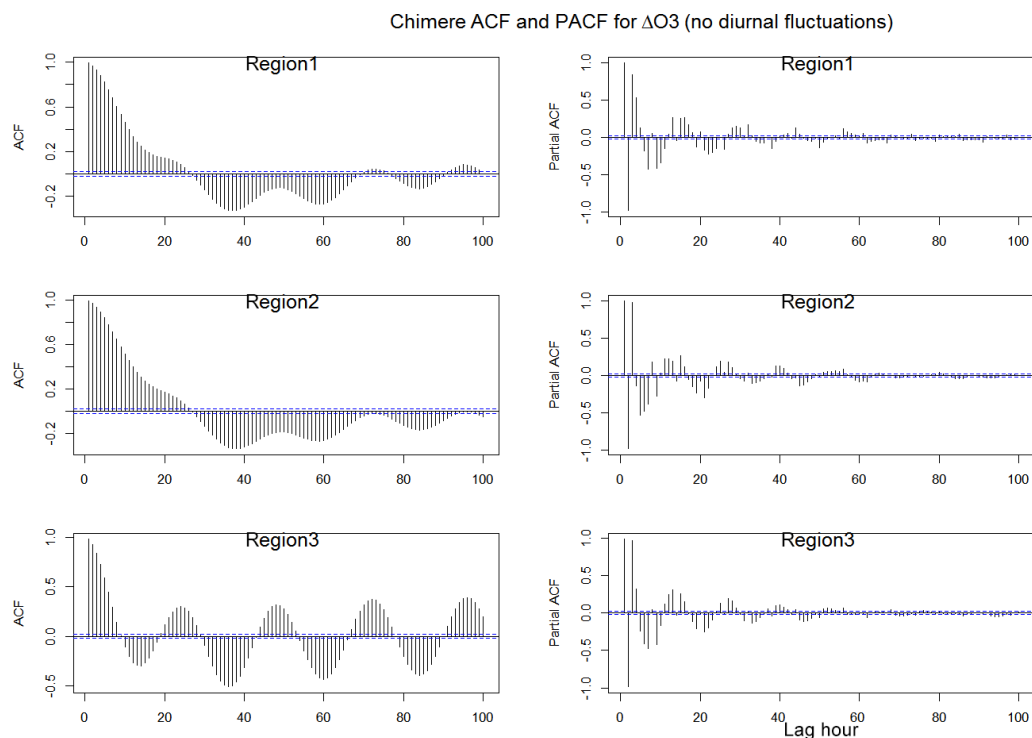 Chimere ACF and PACF for ΔO3 (no diurnal fluctuations)
Region1
ACF
-0.2 0.2 0.6 1.0
0 20 40 60 80 100
Region1
Partial ACF
-1.0 -0.5 0.0 0.5 1.0
0 20 40 60 80 100
Region2
ACF
-0.2 0.2 0.6 1.0
0 20 40 60 80 100
Region2
Partial ACF
-1.0 -0.5 0.0 0.5 1.0
0 20 40 60 80 100
Region3
ACF
-0.5 0.0 0.5 1.0
0 20 40 60 80 100
Region3
Partial ACF
-1.0 -0.5 0.0 0.5 1.0
0 20 40 60 80 100
Lag hour